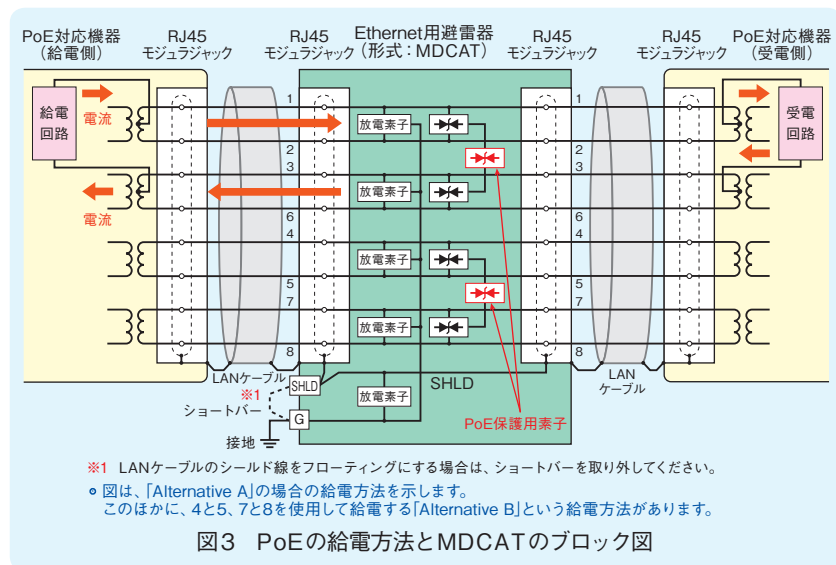 PoE対応機器
（給電側）
RJ45
モジュラジャック
RJ45
モジュラジャック
Ethernet用避雷器
（形式：MDCAT）
RJ45
モジュラジャック
RJ45
モジュラジャック
PoE対応機器
（受電側）
給電
回路
電流
電流
1
2
3
6
4
5
7
8
放電素子
放電素子
放電素子
放電素子
放電素子
1
2
3
6
4
5
7
8
受電
回路
LANケーブル
※1
ショートバー
SHLD
G
接地
SHLD
PoE保護用素子
LAN
ケーブル
※1 LANケーブルのシールド線をフローティングにする場合は、ショートバーを取り外してください。
図は、「Alternative A」の場合の給電方法を示します。
このほかに、4と5、7と8を使用して給電する「Alternative B」という給電方法があります。
図3 PoEの給電方法とMDCATのブロック図